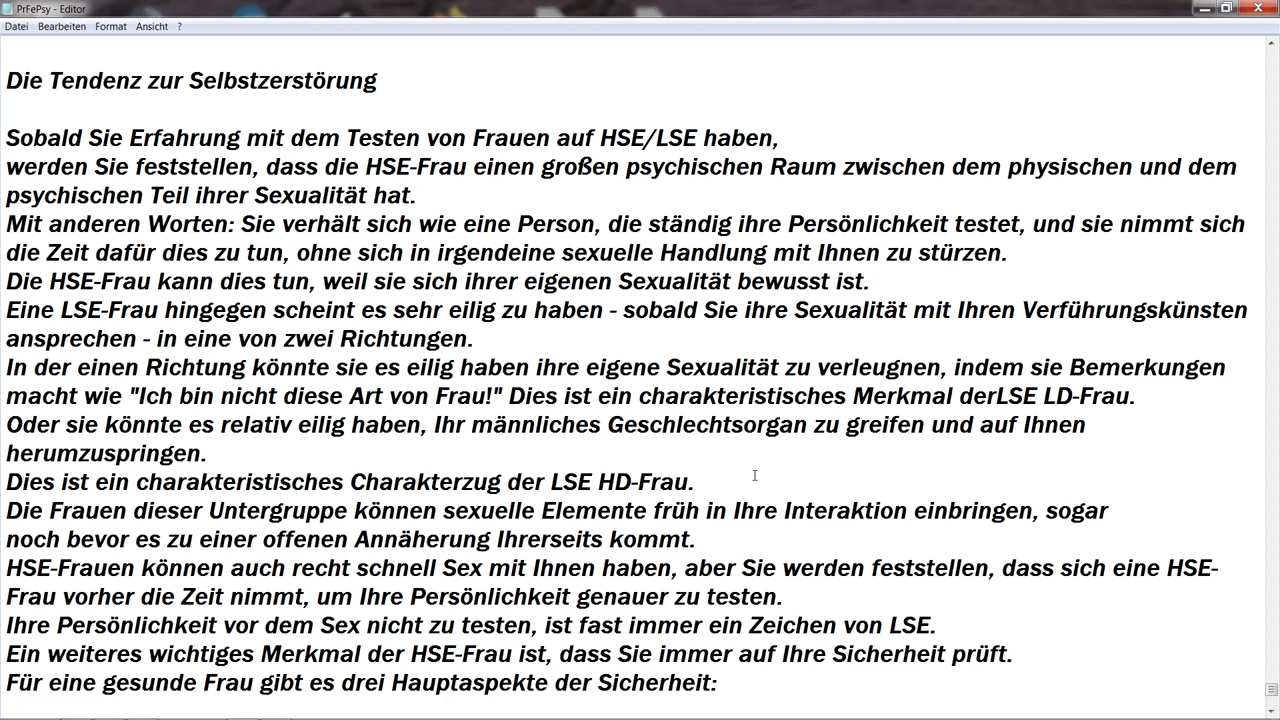 PrFePsy - Editor
Datei Bearbeiten Format Ansicht ?
Die Tendenz zur Selbstzerstörung
Sobald Sie Erfahrung mit dem Testen von Frauen auf HSE/LSE haben,
werden Sie feststellen, dass die HSE-Frau einen großen psychischen Raum zwischen dem physischen und dem
psychischen Teil ihrer Sexualität hat.
Mit anderen Worten: Sie verhält sich wie eine Person, die ständig ihre Persönlichkeit testet, und sie nimmt sich
die Zeit dafür dies zu tun, ohne sich in irgendeine sexuelle Handlung mit Ihnen zu stürzen.
Die HSE-Frau kann dies tun, weil sie sich ihrer eigenen Sexualität bewusst ist.
Eine LSE-Frau hingegen scheint es sehr eilig zu haben - sobald Sie ihre Sexualität mit Ihren Verführungskünsten
ansprechen - in eine von zwei Richtungen.
In der einen Richtung könnte sie es eilig haben ihre eigene Sexualität zu verleugnen, indem sie Bemerkungen
macht wie "Ich bin nicht diese Art von Frau!" Dies ist ein charakteristisches Merkmal derLSE LD-Frau.
Oder sie könnte es relativ eilig haben, Ihr männliches Geschlechtsorgan zu greifen und auf Ihnen
herumzuspringen.
Dies ist ein charakteristisches Charakterzug der LSE HD-Frau.
Die Frauen dieser Untergruppe können sexuelle Elemente früh in Ihre Interaktion einbringen, sogar
noch bevor es zu einer offenen Annäherung Ihrerseits kommt.
HSE-Frauen können auch recht schnell Sex mit Ihnen haben, aber Sie werden feststellen, dass sich eine HSE-
Frau vorher die Zeit nimmt, um Ihre Persönlichkeit genauer zu testen.
Ihre Persönlichkeit vor dem Sex nicht zu testen, ist fast immer ein Zeichen von LSE.
Ein weiteres wichtiges Merkmal der HSE-Frau ist, dass Sie immer auf Ihre Sicherheit prüft.
Für eine gesunde Frau gibt es drei Hauptaspekte der Sicherheit: